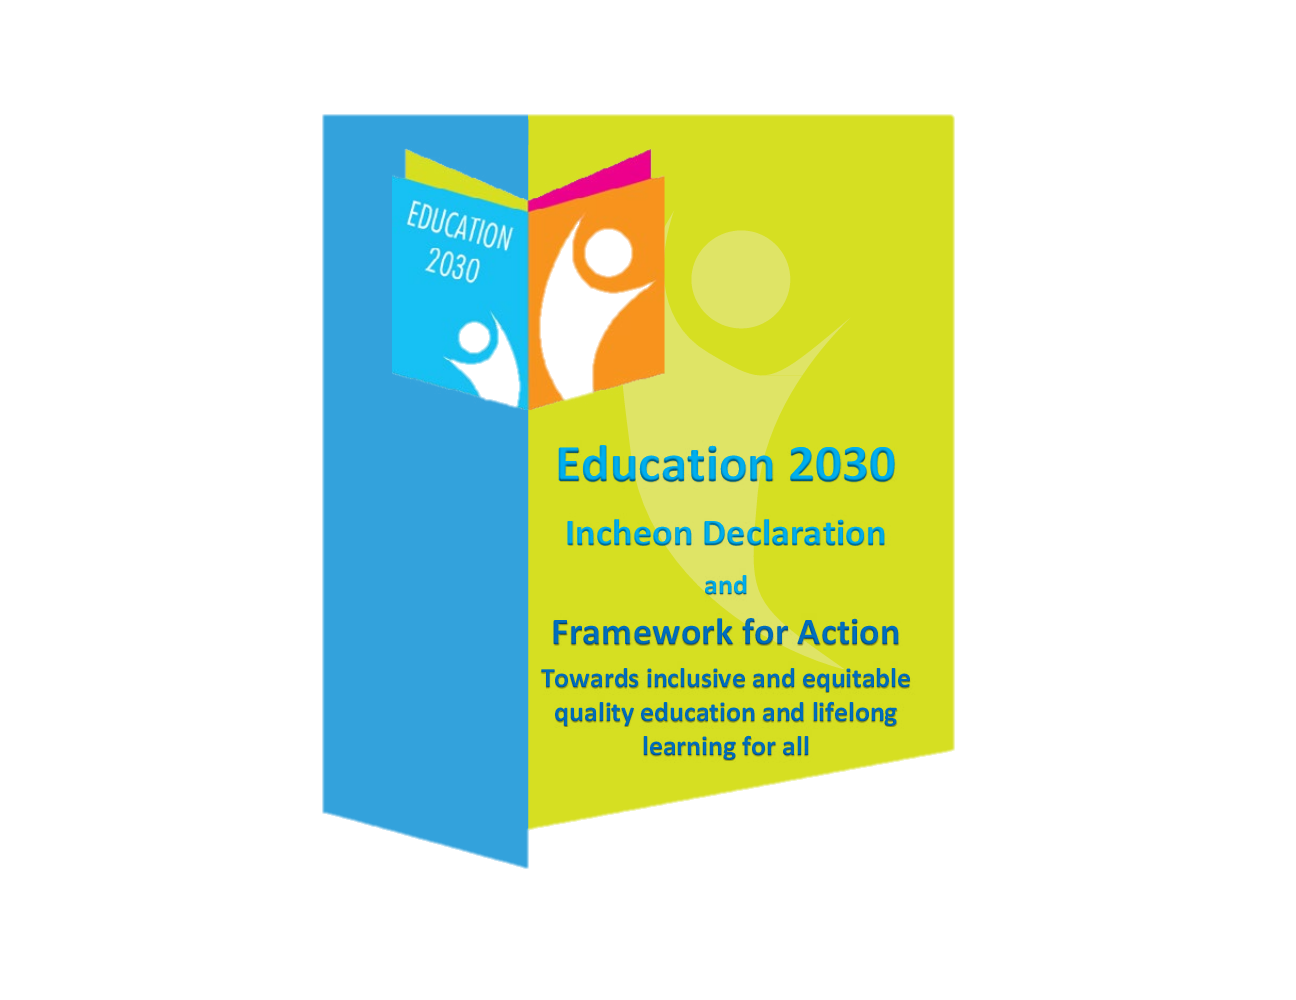 EDUCATION
2030
Education 2030
Incheon Declaration
and
Framework for Action
Towards inclusive and equitable
quality education and lifelong
learning for all